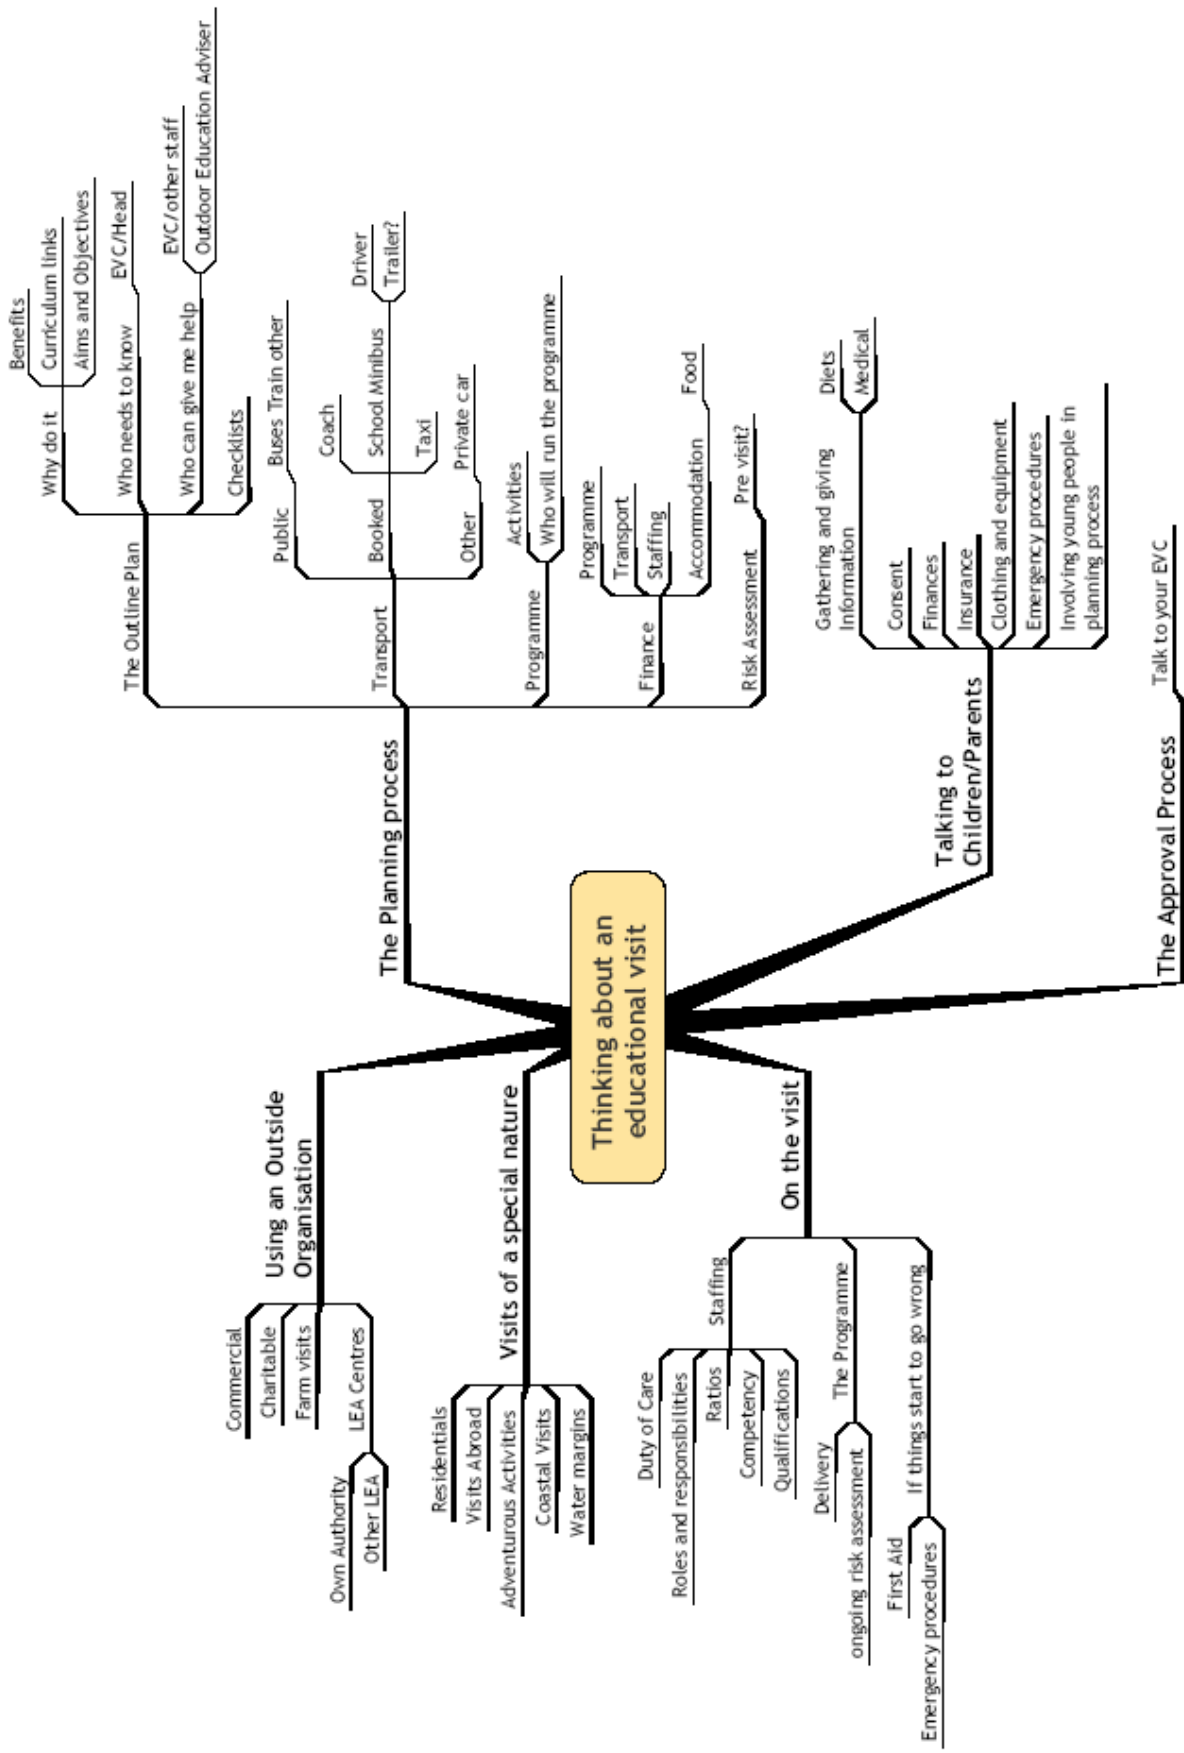 Thinking about an
educational visit
The Planning process
The Outline Plan
Why do it
Benefits
Curriculum links
Aims and Objectives
Who needs to know
EVC/Head
Who can give me help
EVC/other staff
Outdoor Education Adviser
Checklists
Transport
Public
Buses Train other
Booked
Coach
School Minibus
Driver
Trailer?
Taxi
Other
Private car
Programme
Activities
Who will run the programme
Finance
Programme
Transport
Staffing
Accommodation
Food
Risk Assessment
Pre visit?
Talking to
Children/Parents
Gathering and giving
Information
Diets
Medical
Consent
Finances
Insurance
Clothing and equipment
Emergency procedures
Involving young people in
planning process
The Approval Process
Talk to your EVC
Using an Outside
Organisation
Commercial
Charitable
Farm visits
LEA Centres
Own Authority
Other LEA
Visits of a special nature
Residentials
Visits Abroad
Adventurous Activities
Coastal Visits
Water margins
On the visit
Staffing
Duty of Care
Roles and responsibilities
Ratios
Competency
Qualifications
The Programme
Delivery
ongoing risk assessment
If things start to go wrong
First Aid
Emergency procedures